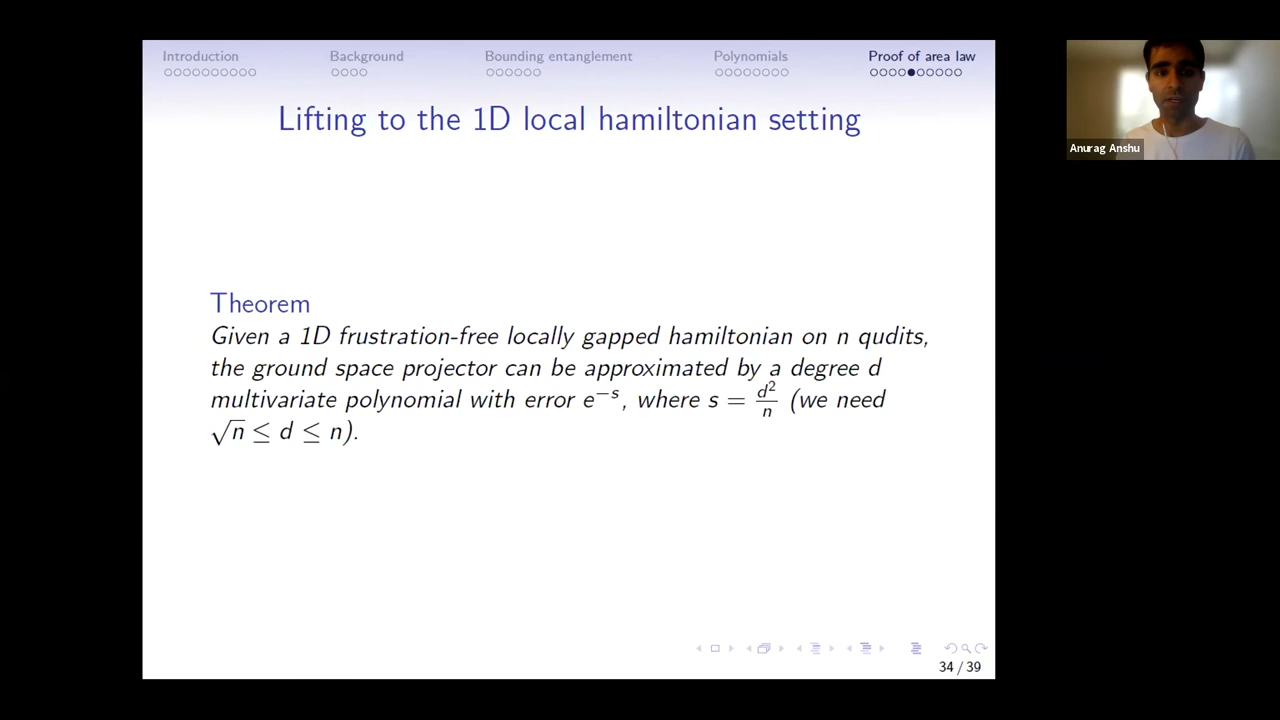 Introduction Background Bounding entanglement Polynomials Proof of area law
Lifting to the 1D local hamiltonian setting
Anurag Anshu
Theorem
Given a 1D frustration-free locally gapped hamiltonian on n qudits,
the ground space projector can be approximated by a degree d
multivariate polynomial with error e^{-s}, where s = d^2/n (we need
√n ≤ d ≤ n).
34 / 39